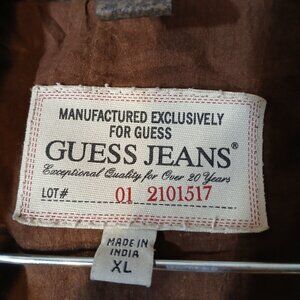 MANUFACTURED EXCLUSIVELY
FOR GUESS
GUESS JEANS®
Exceptional Quality for Over 20 Years
LOT# 01 2101517
MADE IN
INDIA
XL